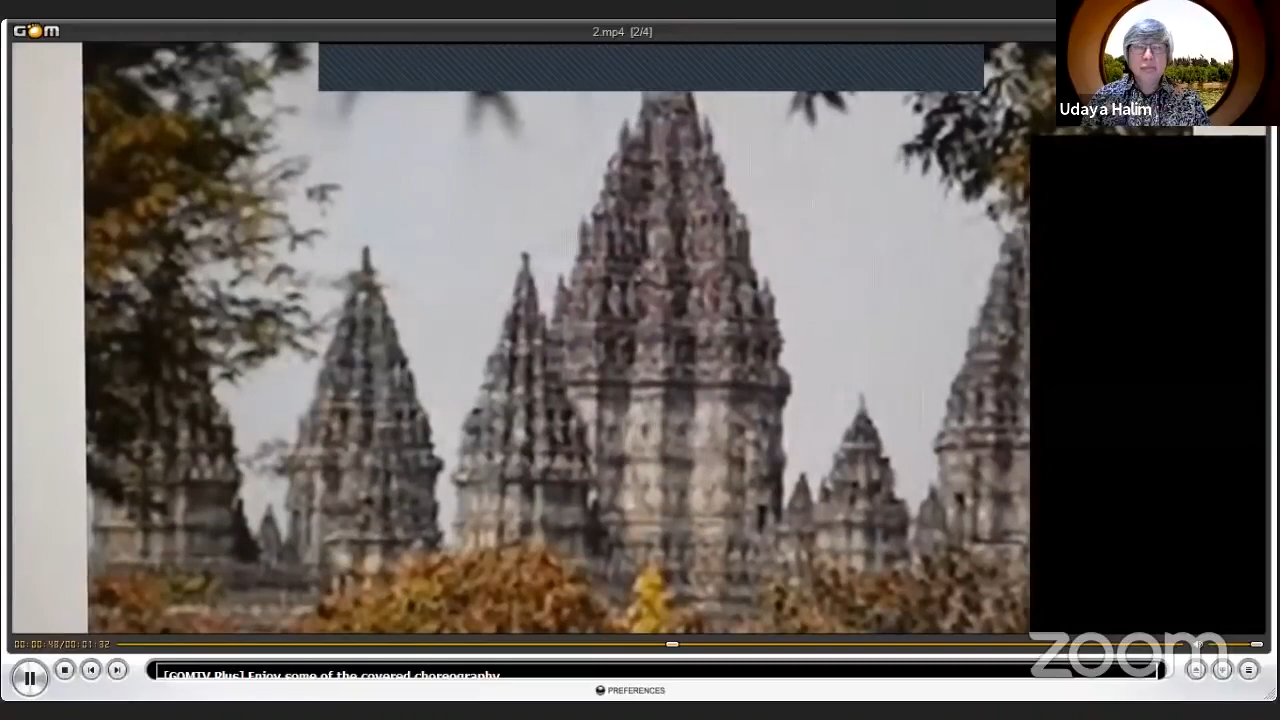 GOM
2.mp4 [2/4]
Udaya Halim
00:00:48/00:01:32
[GOMTV Plus] Enjoy some of the covered choreography
zoom
PREFERENCES